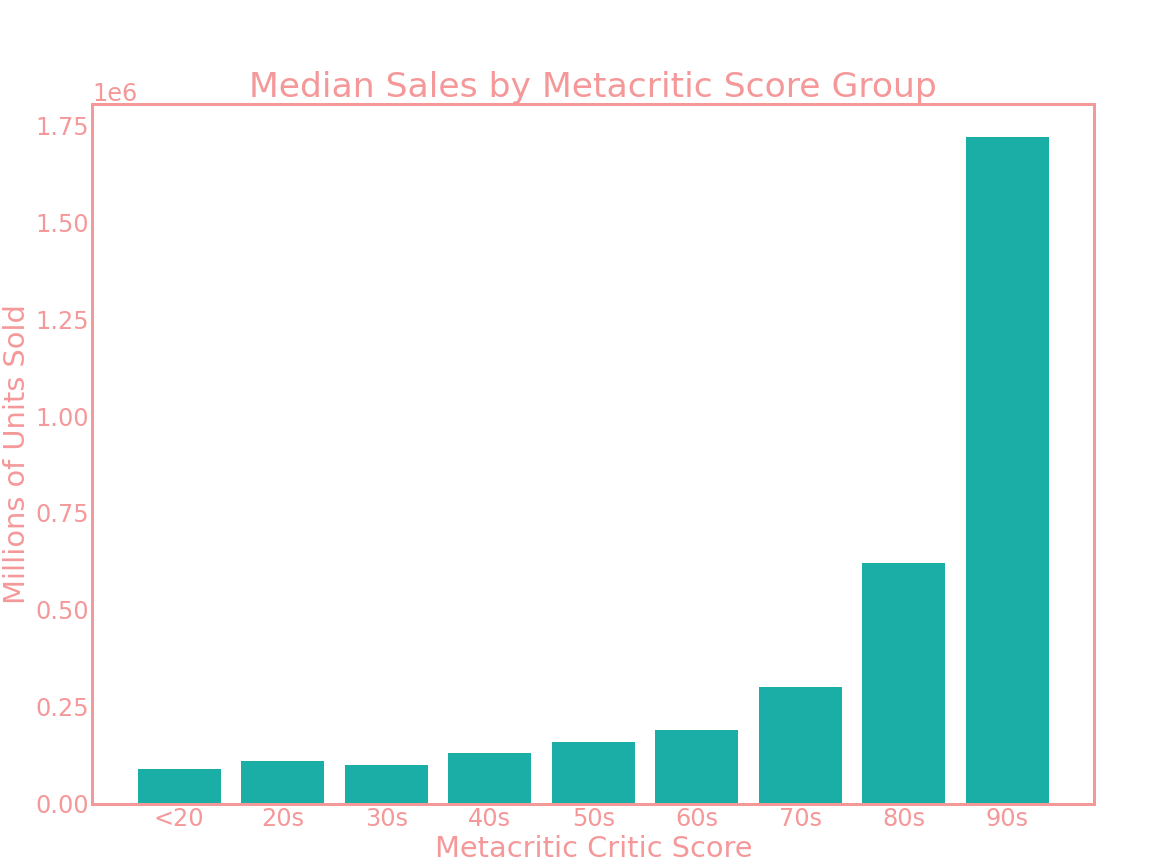 Median Sales by Metacritic Score Group
1e6
1.75
1.50
1.25
1.00
0.75
0.50
0.25
0.00
Millions of Units Sold
<20 20s 30s 40s 50s 60s 70s 80s 90s
Metacritic Critic Score